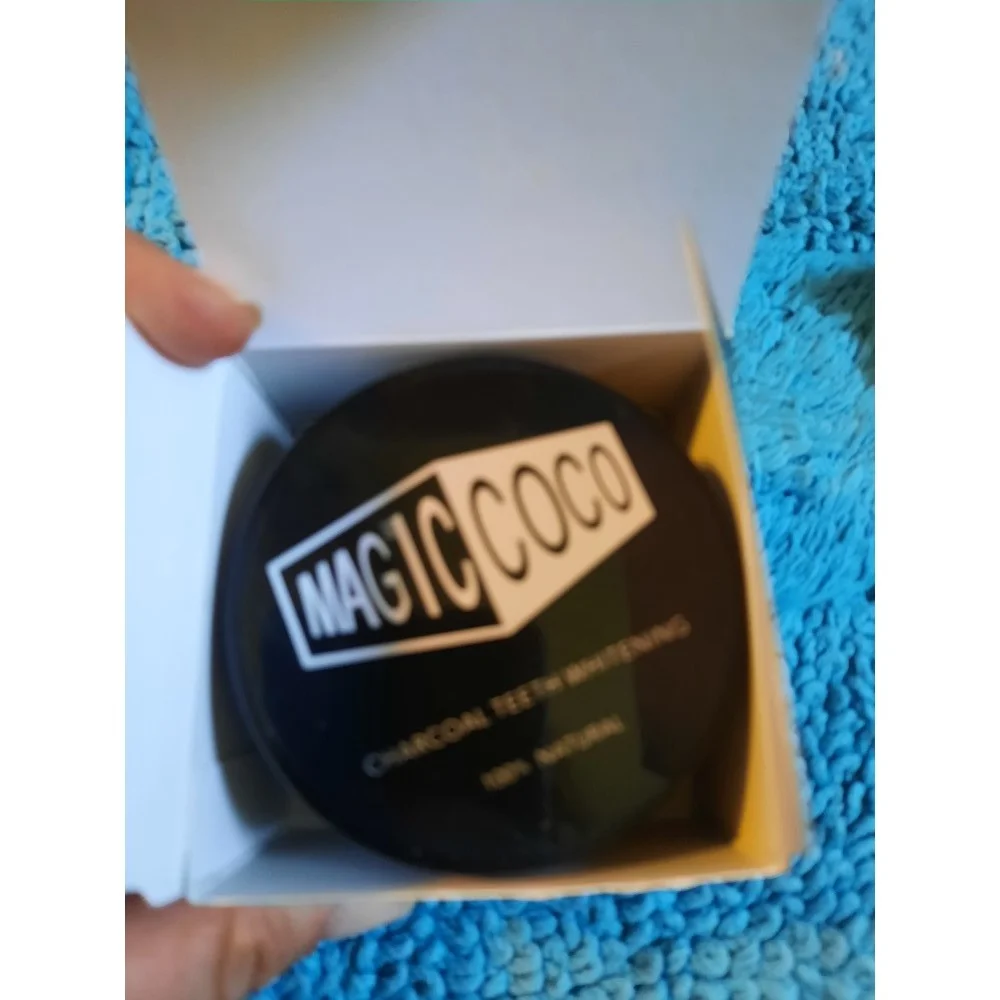 MAGIC COCO
CHARCOAL TEETH WHITENING
100% NATURAL